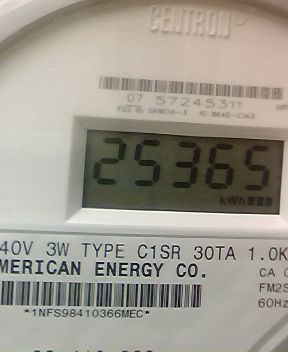 CENTRON
07 57245311
25365
kWh
40V 3W TYPE C1SR 30TA 1.0K
MERICAN ENERGY CO.
CA
FM2S
60Hz
*1NFS98410366MEC*